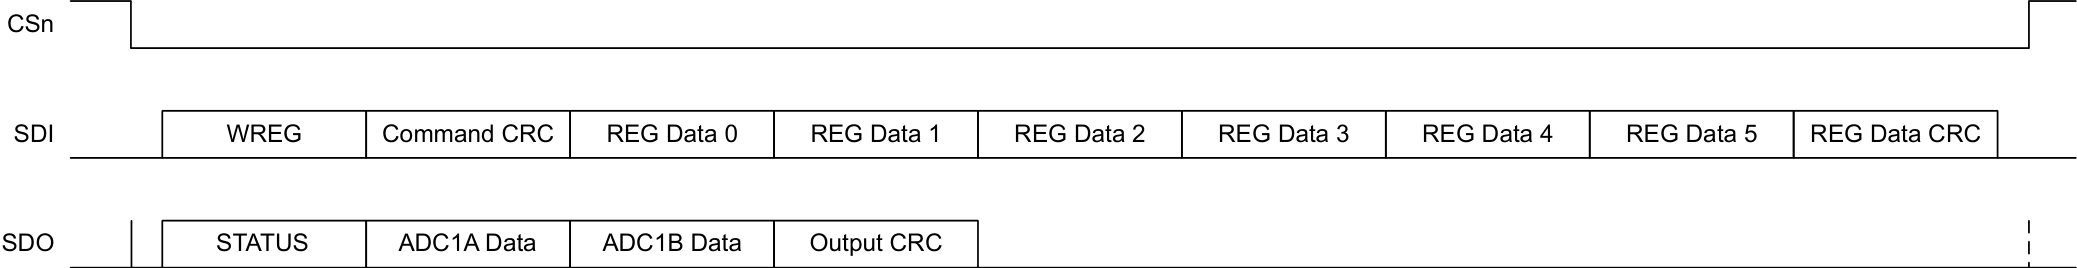 CSn
SDI WREG Command CRC REG Data 0 REG Data 1 REG Data 2 REG Data 3 REG Data 4 REG Data 5 REG Data CRC
SDO STATUS ADC1A Data ADC1B Data Output CRC